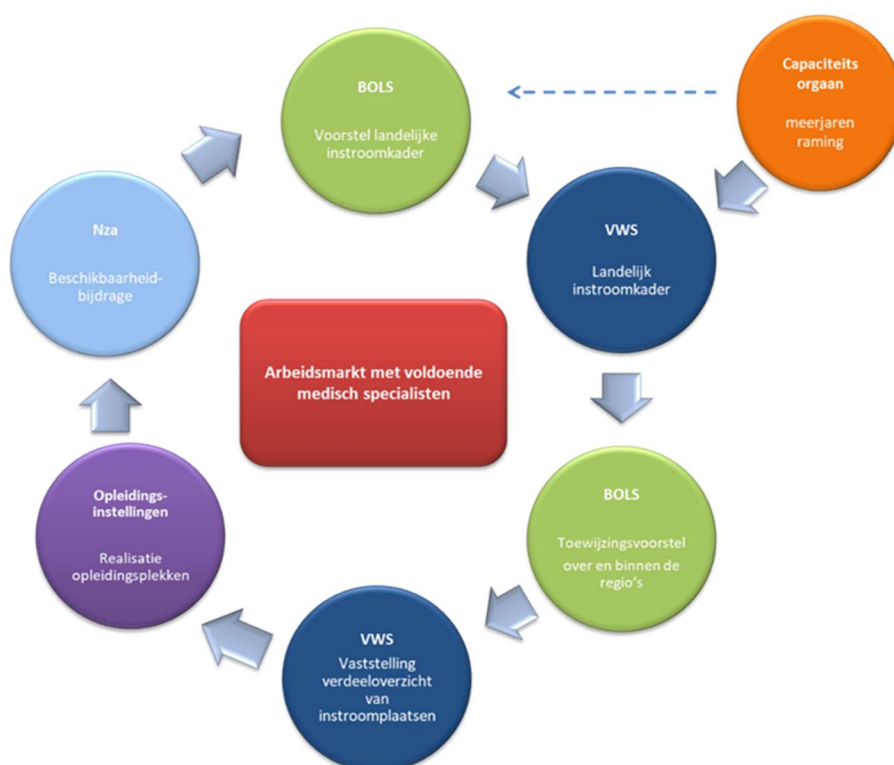 BOLS
Voorstel landelijke
instroomkader
Capaciteits
orgaan
meerjaren
raming
VWS
Landelijk
instroomkader
BOLS
Toewijzingsvoorstel
over en binnen de
regio's
VWS
Vaststelling
verdeeloverzicht
van
instroomplaatsen
Opleidings-
instellingen
Realisatie
opleidingsplekken
Nza
Beschikbaarheid-
bijdrage
Arbeidsmarkt met voldoende
medisch specialisten